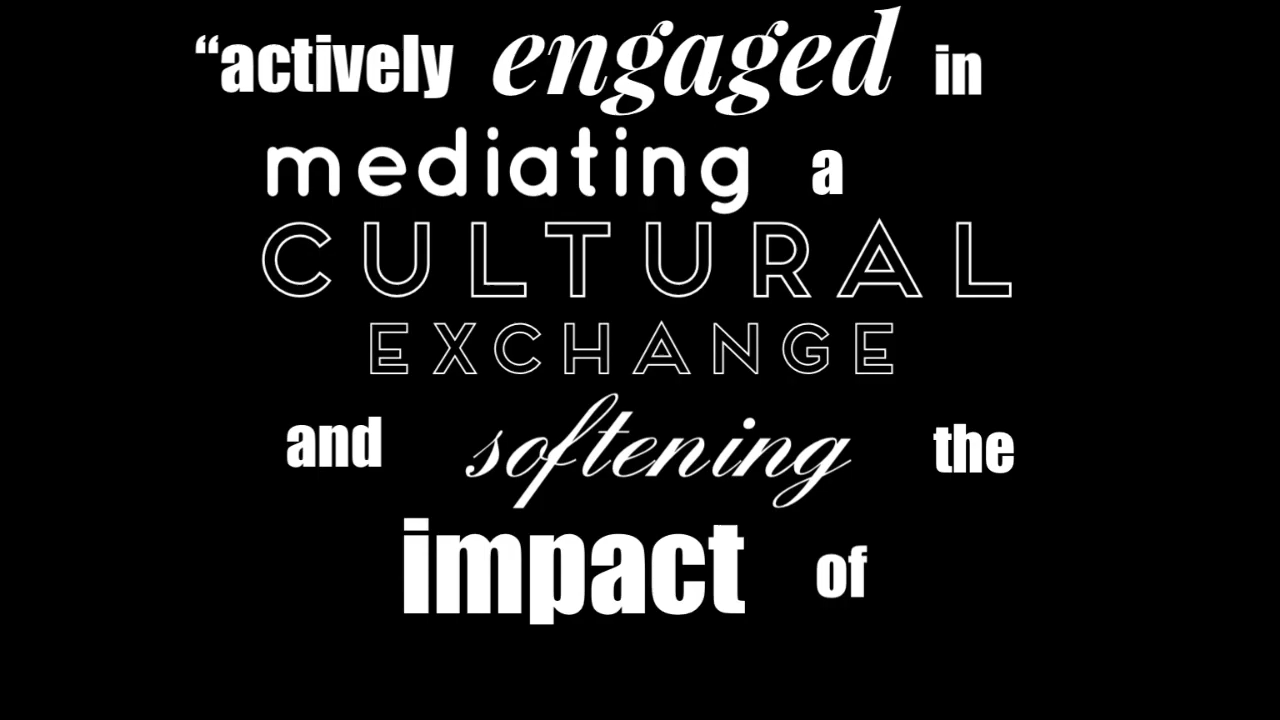 “actively engaged in
mediating a
CULTURAL
EXCHANGE
and softening the
impact of